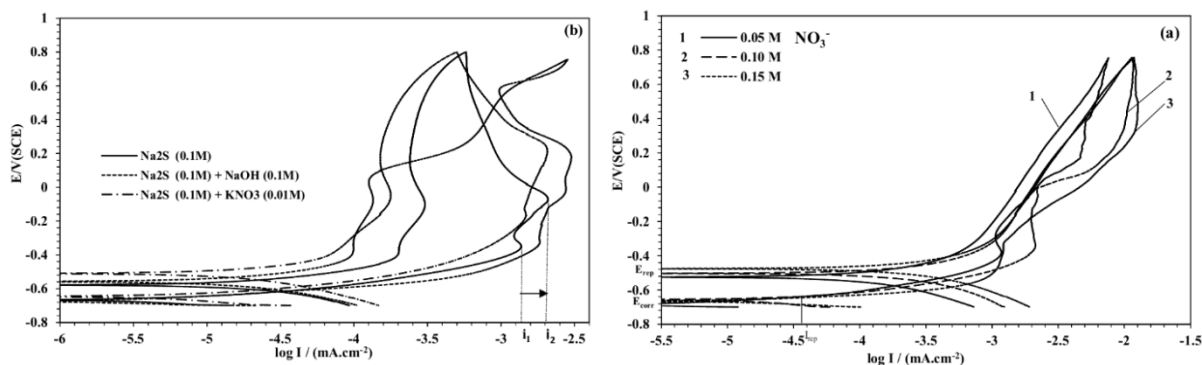 (b)
1
0.8
0.6
0.4
0.2
0
-0.2
-0.4
-0.6
-0.8
E/V(SCE)
Na2S (0.1M)
Na2S (0.1M) + NaOH (0.1M)
Na2S (0.1M) + KNO3 (0.01M)
i₁ i₂
-6 -5.5 -5 -4.5 -4 -3.5 -3 -2.5
log I / (mA.cm⁻²)
(a)
1
0.8
0.6
0.4
0.2
0
-0.2
-0.4
-0.6
-0.8
E/V(SCE)
1 0.05 M NO₃⁻
2 0.10 M
3 0.15 M
1
2
3
E_rep
E_corr
I_rep
-5.5 -5 -4.5 -4 -3.5 -3 -2.5 -2 -1.5
log I / (mA.cm⁻²)